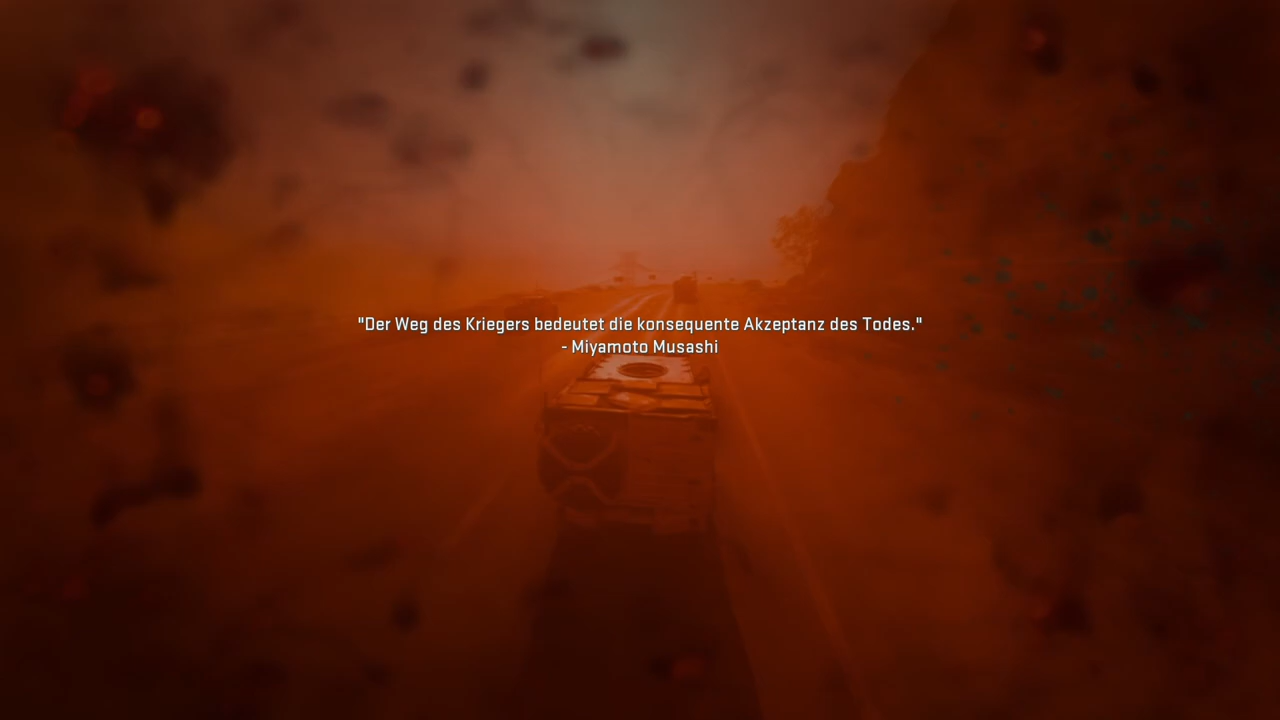 "Der Weg des Kriegers bedeutet die konsequente Akzeptanz des Todes."
- Miyamoto Musashi